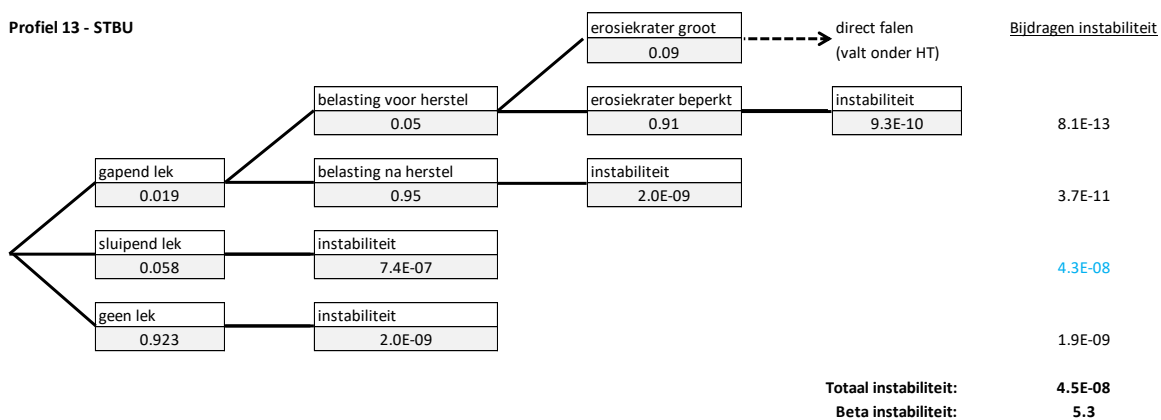 Profiel 13 - STBU
erosiekrater groot
0.09
direct falen
(valt onder HT)
Bijdragen instabiliteit
belasting voor herstel
0.05
erosiekrater beperkt
0.91
instabiliteit
9.3E-10
8.1E-13
gapend lek
0.019
belasting na herstel
0.95
instabiliteit
2.0E-09
3.7E-11
sluipend lek
0.058
instabiliteit
7.4E-07
4.3E-08
geen lek
0.923
instabiliteit
2.0E-09
1.9E-09
Totaal instabiliteit: 4.5E-08
Beta instabiliteit: 5.3